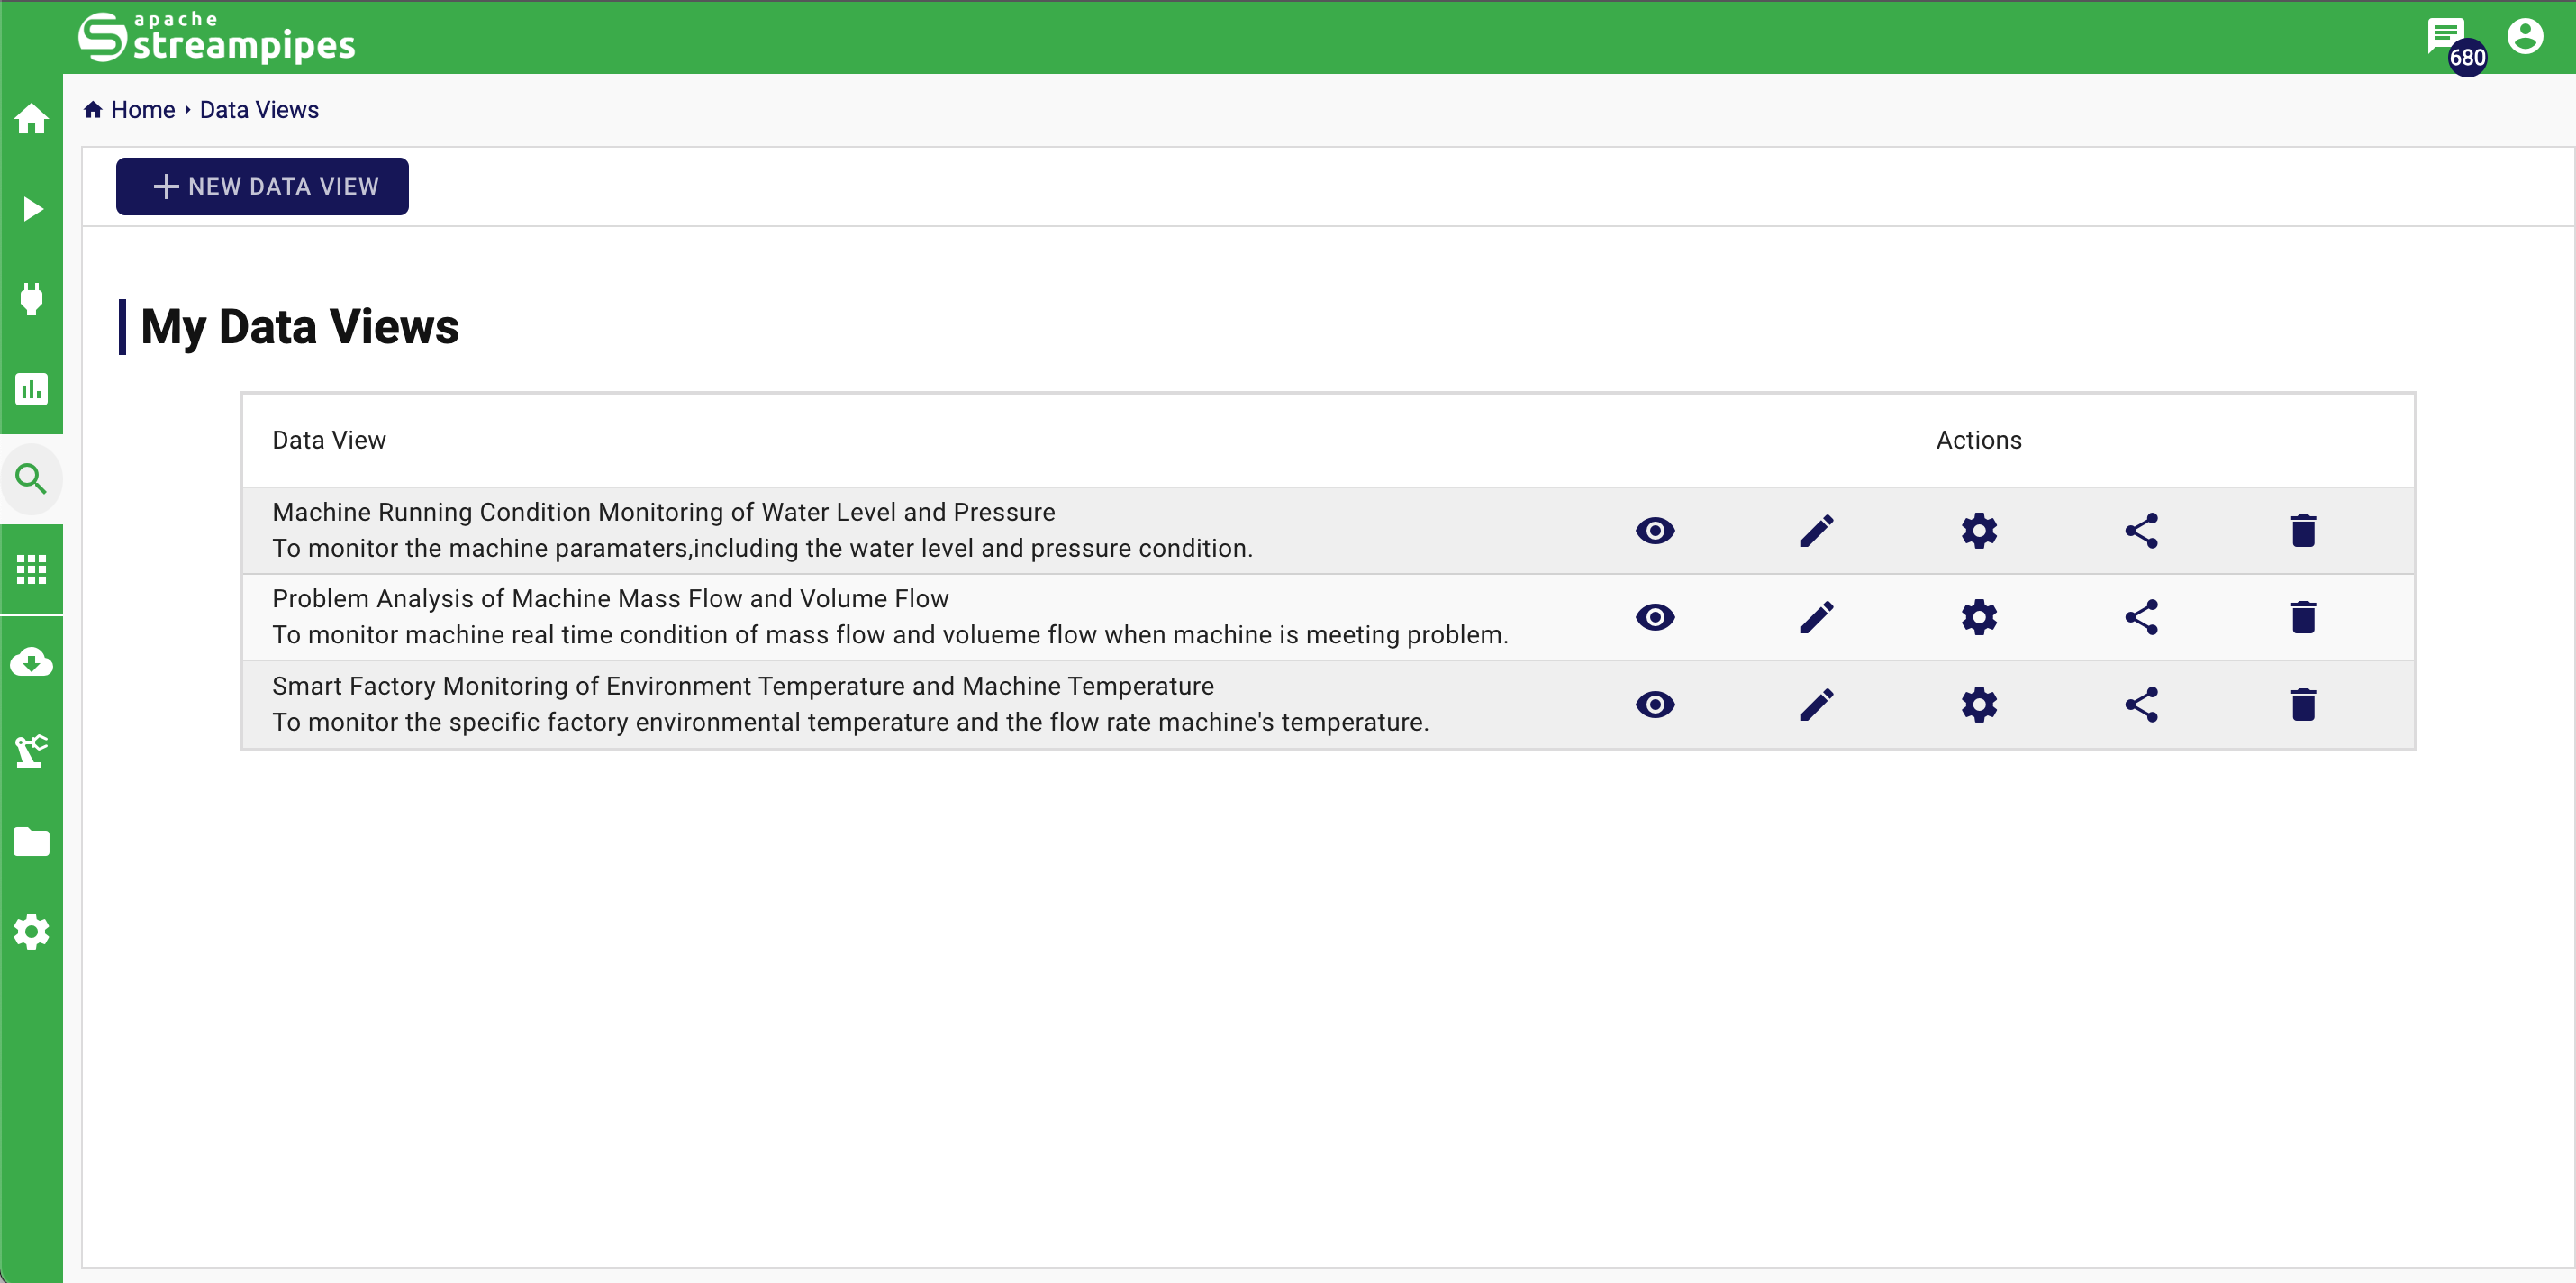 apache
streampipes
680
Home
Data Views
NEW DATA VIEW
My Data Views
Data View
Actions
Machine Running Condition Monitoring of Water Level and Pressure
To monitor the machine paramaters,including the water level and pressure condition.
Problem Analysis of Machine Mass Flow and Volume Flow
To monitor machine real time condition of mass flow and volueme flow when machine is meeting problem.
Smart Factory Monitoring of Environment Temperature and Machine Temperature
To monitor the specific factory environmental temperature and the flow rate machine's temperature.